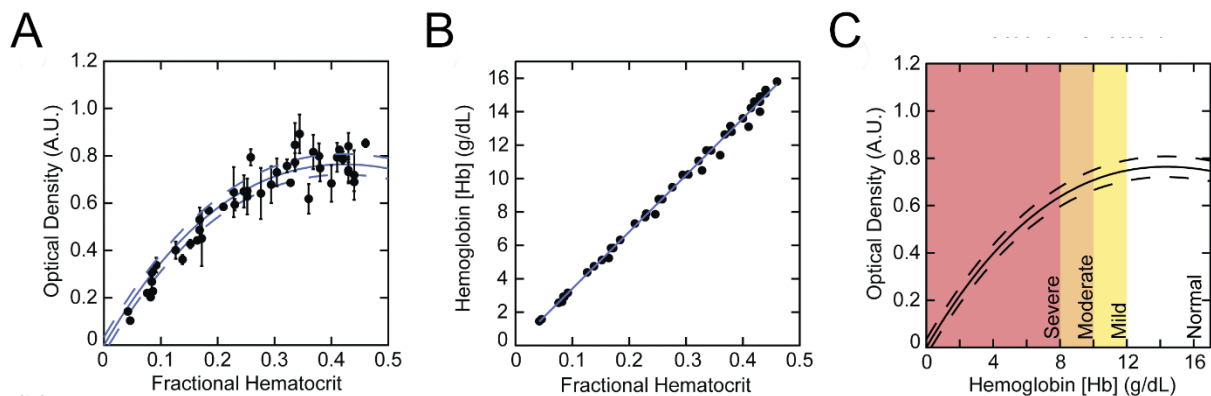 A
Optical Density (A.U.)
1.2
1.0
0.8
0.6
0.4
0.2
0
0 0.1 0.2 0.3 0.4 0.5
Fractional Hematocrit
B
Hemoglobin [Hb] (g/dL)
16
14
12
10
8
6
4
2
0
0 0.1 0.2 0.3 0.4 0.5
Fractional Hematocrit
C
Optical Density (A.U.)
1.2
1.0
0.8
0.6
0.4
0.2
0
Severe
Moderate
Mild
Normal
0 4 8 12 16
Hemoglobin [Hb] (g/dL)